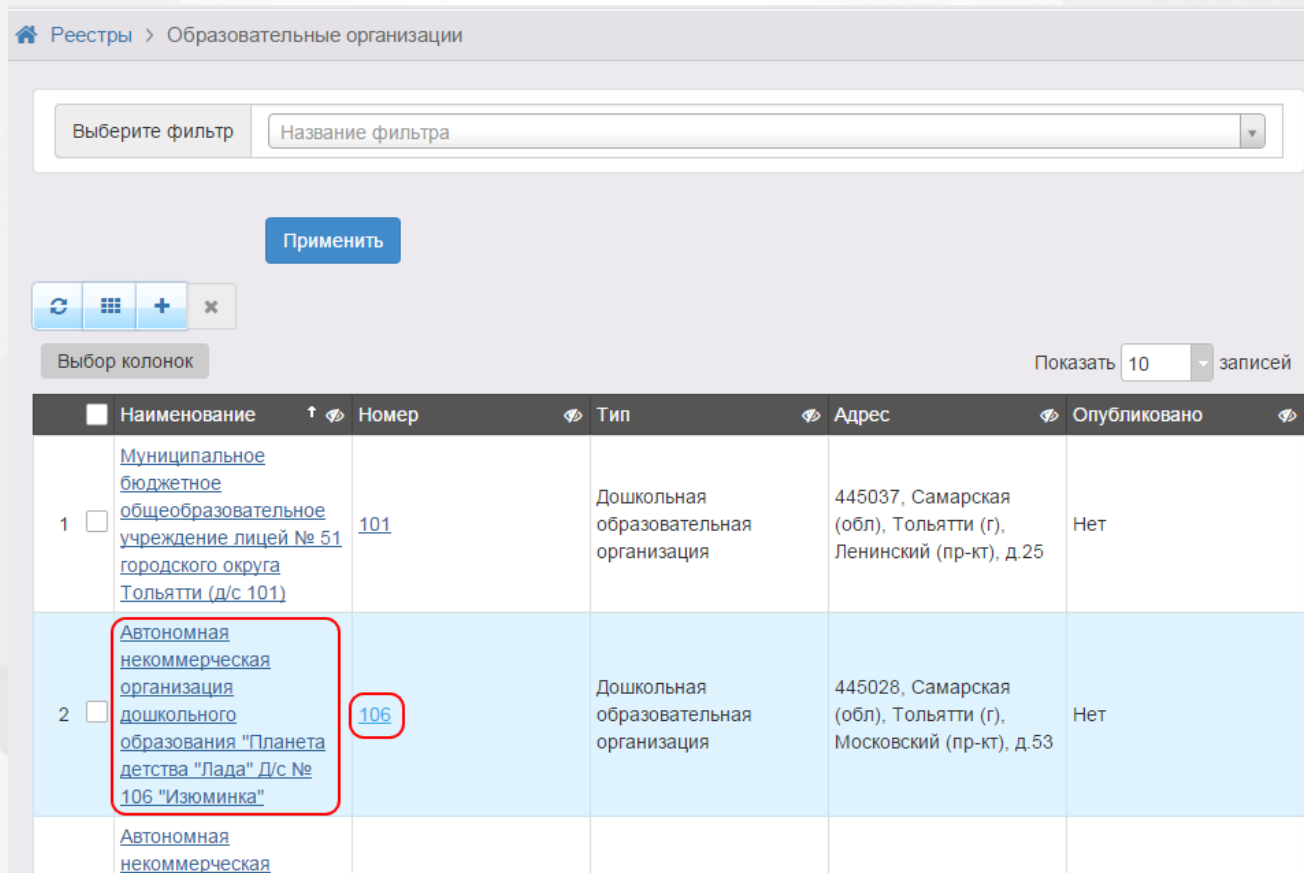 Реестры > Образовательные организации
Выберите фильтр
Название фильтра
Применить
Выбор колонок
Показать 10 записей
Наименование Номер Тип Адрес Опубликовано
1
Муниципальное
бюджетное
общеобразовательное
учреждение лицей № 51
городского округа
Тольятти (д/с 101)
101
Дошкольная
образовательная
организация
445037, Самарская
(обл), Тольятти (г),
Ленинский (пр-кт), д.25
Нет
2
Автономная
некоммерческая
организация
дошкольного
образования "Планета
детства "Лада" Д/с №
106 "Изюминка"
106
Дошкольная
образовательная
организация
445028, Самарская
(обл), Тольятти (г),
Московский (пр-кт), д.53
Нет
Автономная
некоммерческая